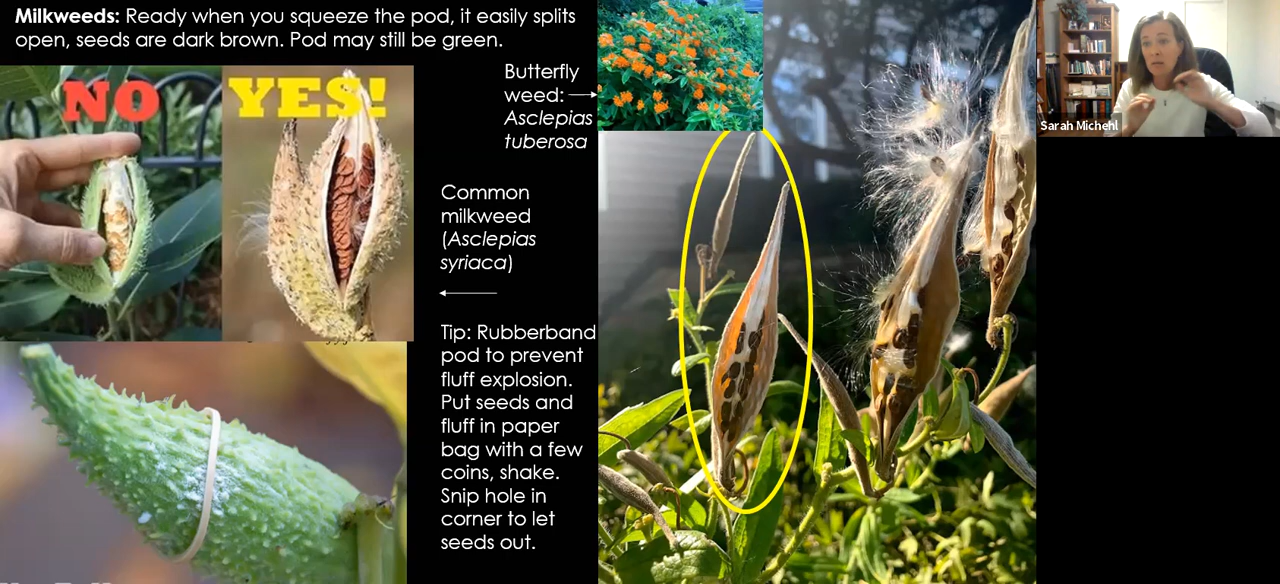 Milkweeds: Ready when you squeeze the pod, it easily splits
open, seeds are dark brown. Pod may still be green.
NO
YES!
Butterfly
weed:
Asclepias
tuberosa
Common
milkweed
(Asclepias
syriaca)
Tip: Rubberband
pod to prevent
fluff explosion.
Put seeds and
fluff in paper
bag with a few
coins, shake.
Snip hole in
corner to let
seeds out.
Sarah Michehl